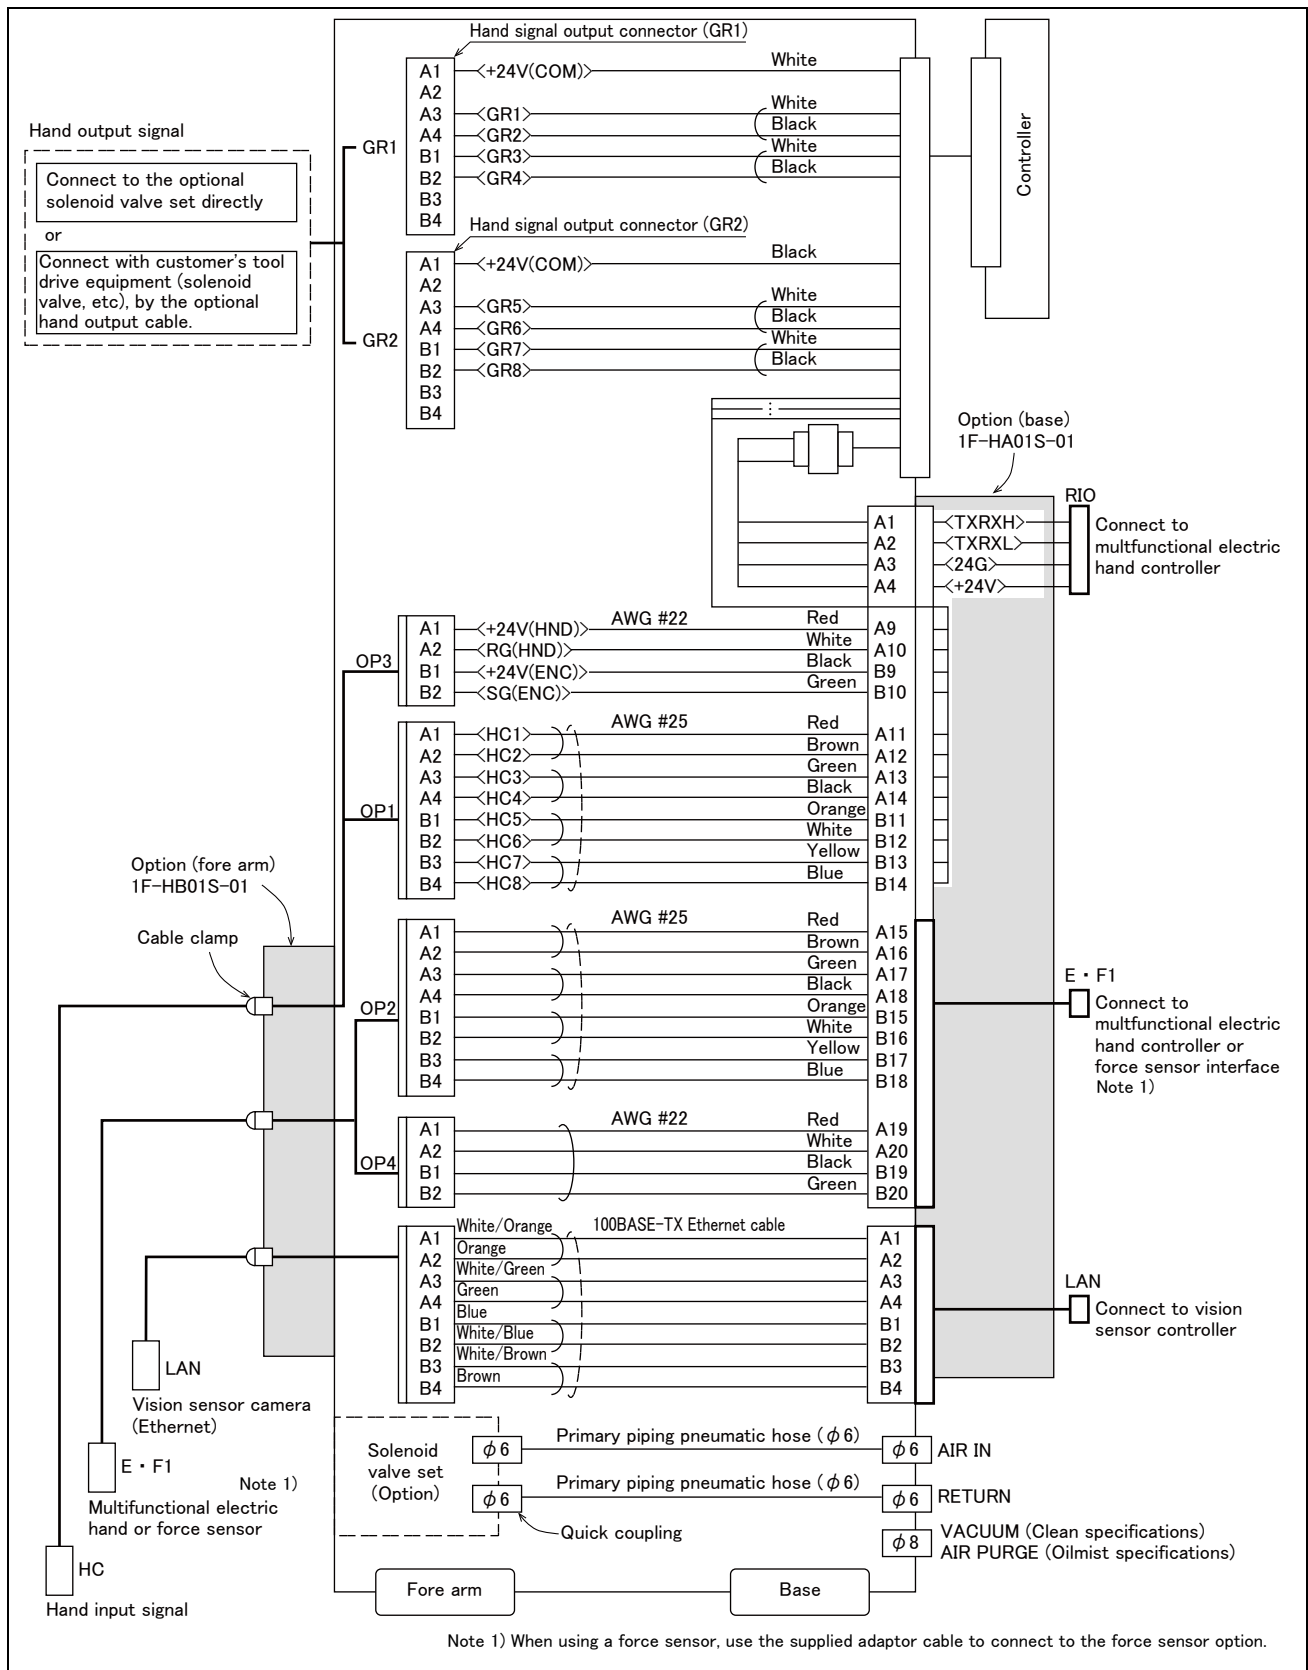 Hand signal output connector (GR1)
A1 <+24V(COM)> White
A2
A3 <GR1> White
A4 <GR2> Black
B1 <GR3> White
B2 <GR4> Black
B3
B4
GR1
Controller
Hand output signal
Connect to the optional
solenoid valve set directly
or
Connect with customer's tool
drive equipment (solenoid
valve, etc), by the optional
hand output cable.
Hand signal output connector (GR2)
A1 <+24V(COM)> Black
A2
A3 <GR5> White
A4 <GR6> Black
B1 <GR7> White
B2 <GR8> Black
B3
B4
GR2
Option (base)
1F-HA01S-01
RIO
A1 <TXRXH>
A2 <TXRXL>
A3 <24G>
A4 <+24V>
Connect to
multfunctional electric
hand controller
OP3
AWG #22
A1 <+24V(HND)> Red A9
A2 <RG(HND)> White A10
B1 <+24V(ENC)> Black B9
B2 <SG(ENC)> Green B10
OP1
AWG #25
A1 <HC1> Red A11
A2 <HC2> Brown A12
A3 <HC3> Green A13
A4 <HC4> Black A14
B1 <HC5> Orange B11
B2 <HC6> White B12
B3 <HC7> Yellow B13
B4 <HC8> Blue B14
Option (fore arm)
1F-HB01S-01
Cable clamp
OP2
AWG #25
A1 Red A15
A2 Brown A16
A3 Green A17
A4 Black A18
B1 Orange B15
B2 White B16
B3 Yellow B17
B4 Blue B18
E・F1
Connect to
multfunctional electric
hand controller or
force sensor interface
Note 1)
OP4
AWG #22
A1 Red A19
A2 White A20
B1 Black B19
B2 Green B20
100BASE-TX Ethernet cable
A1 White/Orange A1
A2 Orange A2
A3 White/Green A3
A4 Green A4
B1 Blue B1
B2 White/Blue B2
B3 White/Brown B3
B4 Brown B4
LAN
Connect to vision
sensor controller
LAN
Vision sensor camera
(Ethernet)
E・F1
Note 1)
Multifunctional electric
hand or force sensor
HC
Hand input signal
Solenoid
valve set
(Option)
φ6 Primary piping pneumatic hose (φ6) φ6 AIR IN
φ6 Primary piping pneumatic hose (φ6) φ6 RETURN
Quick coupling
φ8 VACUUM (Clean specifications)
AIR PURGE (Oilmist specifications)
Fore arm
Base
Note 1) When using a force sensor, use the supplied adaptor cable to connect to the force sensor option.